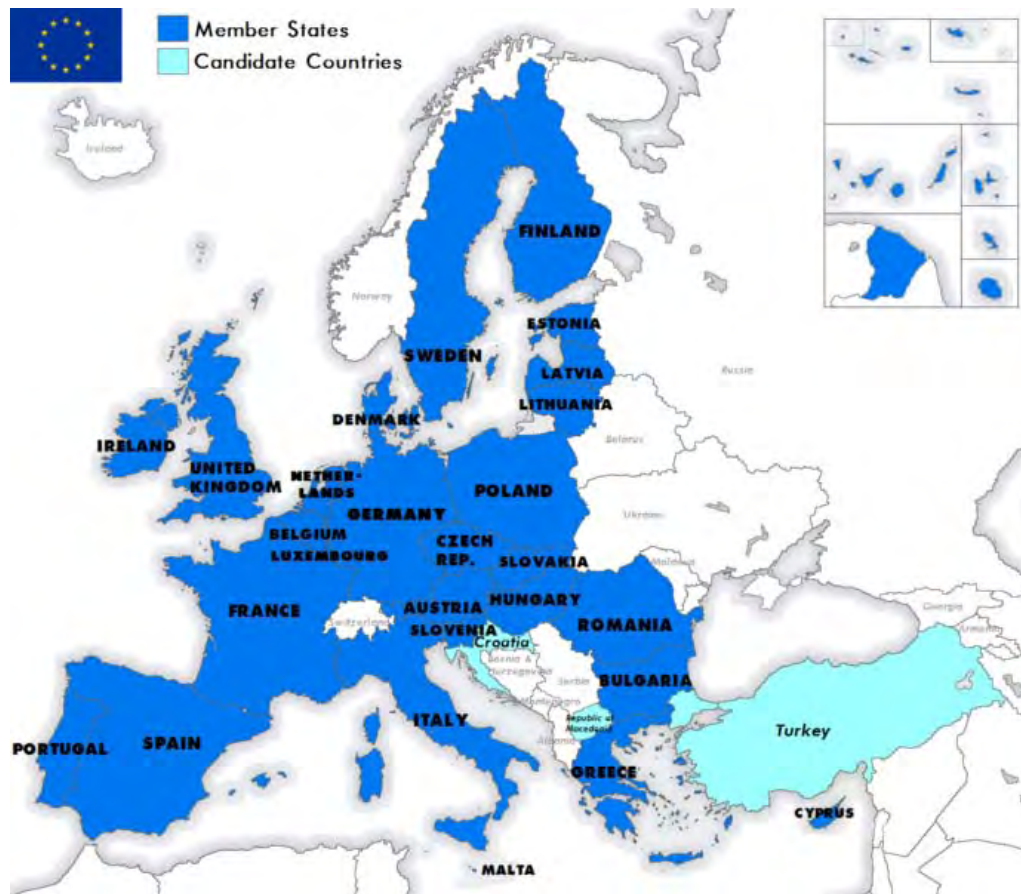 Member States
Candidate Countries
Ireland
FINLAND
Norway
ESTONIA
SWEDEN
LATVIA
Russia
LITHUANIA
DENMARK
IRELAND
Belarus
UNITED
KINGDOM
NETHER-
LANDS
POLAND
GERMANY
Ukraine
BELGIUM
CZECH
REP.
LUXEMBOURG
SLOVAKIA
Moldova
HUNGARY
FRANCE
AUSTRIA
Georgia
Switzerland
SLOVENIA
ROMANIA
Armenia
Croatia
Bosnia &
Herzegovina
Serbia
BULGARIA
Montenegro
ITALY
Republic of
Macedonia
Turkey
PORTUGAL
SPAIN
Albania
GREECE
CYPRUS
MALTA